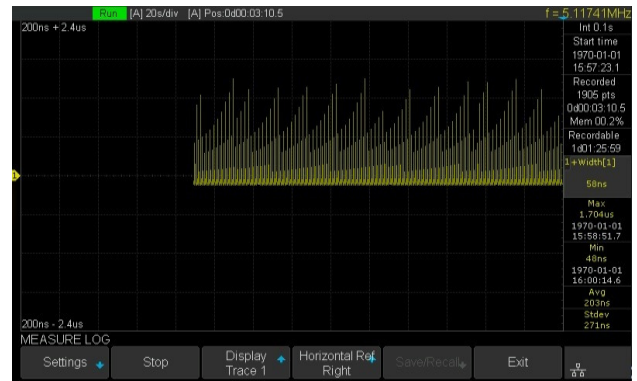 Run [A] 20s/div [A] Pos:0d00:03:10.5 f = 5.11741MHz
200ns + 2.4us
Int 0.1s
Start time
1970-01-01
15:57:23.1
Recorded
1905 pts
0d00:03:10.5
Mem 00.2%
Recordable
1d01:25:59
1+Width[1]
58ns
Max
1.704us
1970-01-01
15:58:51.7
Min
48ns
1970-01-01
16:00:14.6
Avg
203ns
Stdev
271ns
1
200ns - 2.4us
MEASURE LOG
Settings Stop Display Trace 1 Horizontal Ref Right Save/Recall Exit